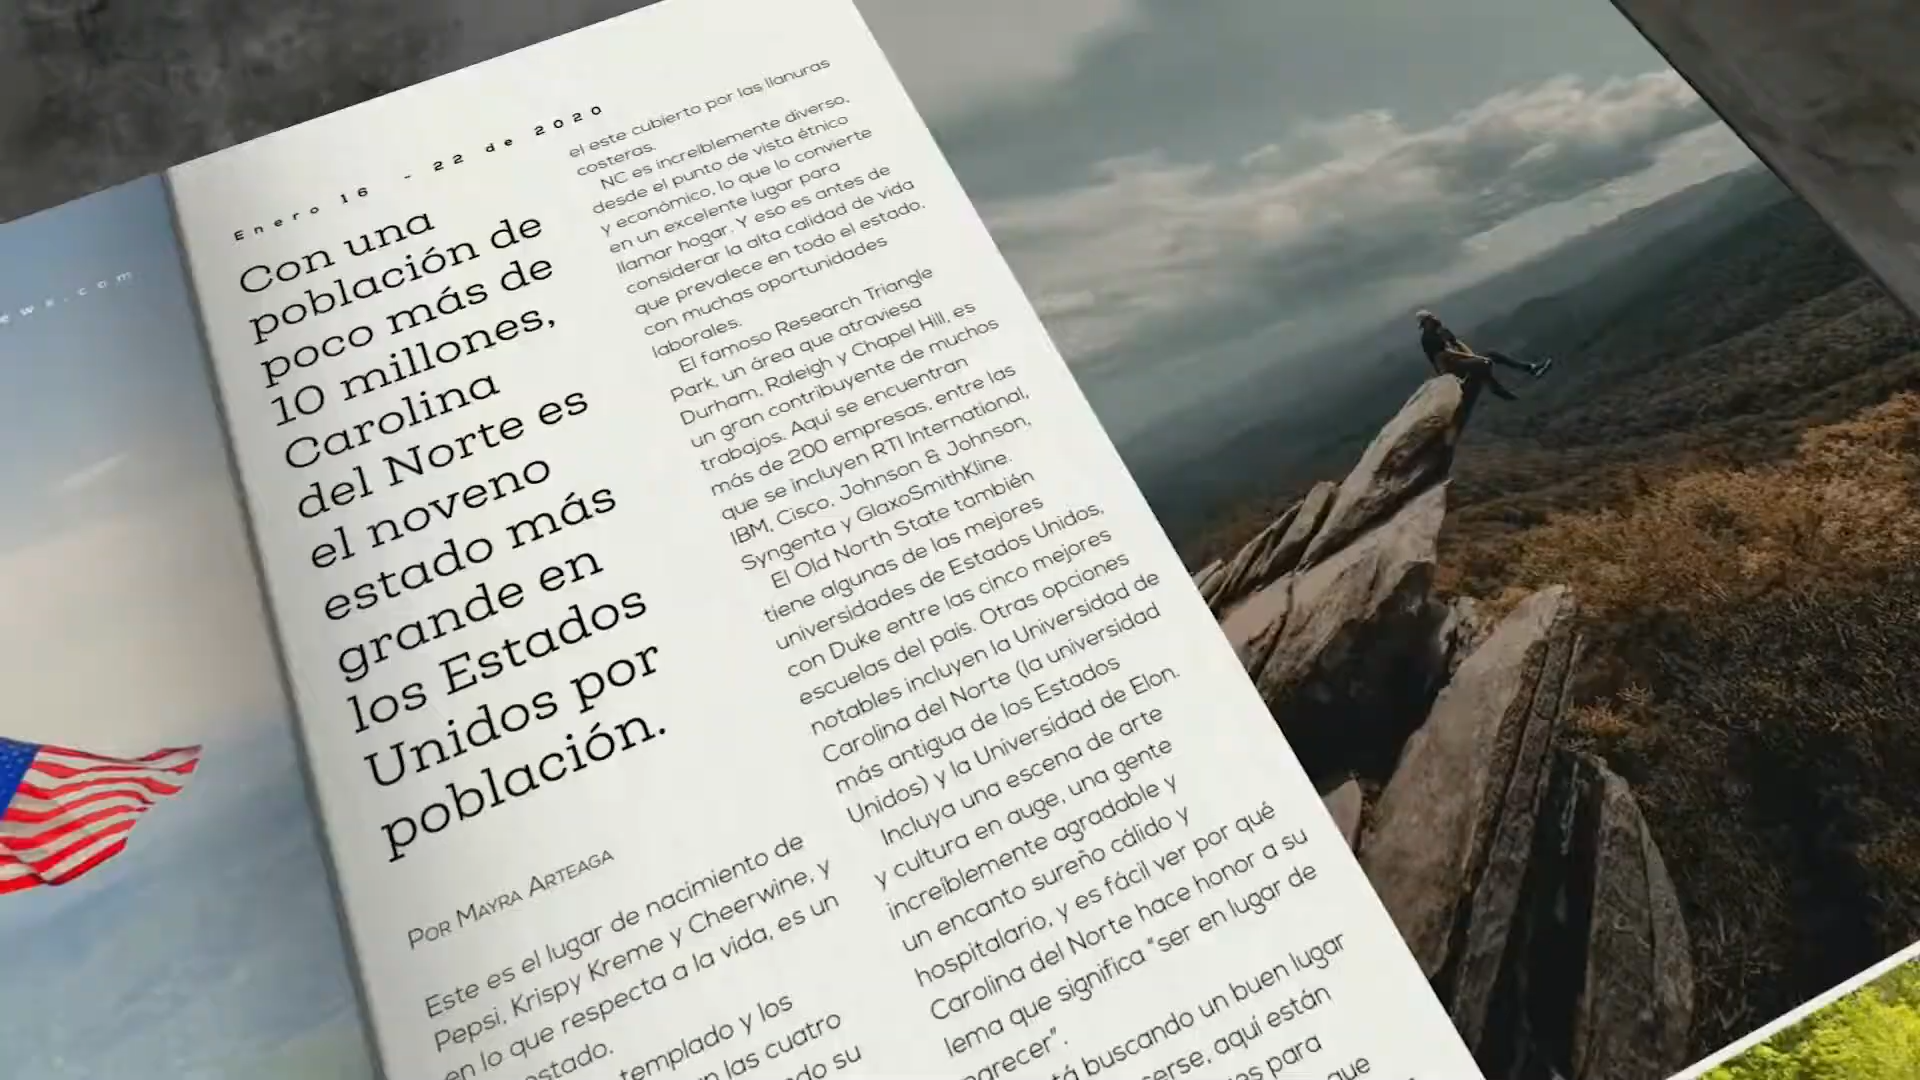 ews.com
Enero 16 - 22 de 2020
Con una
población de
poco más de
10 millones,
Carolina
del Norte es
el noveno
estado más
grande en
los Estados
Unidos por
población.
Por Mayra Arteaga
Este es el lugar de nacimiento de
Pepsi, Krispy Kreme y Cheerwine, y
en lo que respecta a la vida, es un
estado.
templado y los
las cuatro
do su
el este cubierto por las llanuras
costeras.
NC es increíblemente diverso,
desde el punto de vista étnico
y económico, lo que lo convierte
en un excelente lugar para
llamar hogar. Y eso es antes de
considerar la alta calidad de vida
que prevalece en todo el estado,
con muchas oportunidades
laborales.
El famoso Research Triangle
Park, un área que atraviesa
Durham, Raleigh y Chapel Hill, es
un gran contribuyente de muchos
trabajos. Aquí se encuentran
más de 200 empresas, entre las
que se incluyen RTI International,
IBM, Cisco, Johnson & Johnson,
Syngenta y GlaxoSmithKline.
El Old North State también
tiene algunas de las mejores
universidades de Estados Unidos,
con Duke entre las cinco mejores
escuelas del país. Otras opciones
notables incluyen la Universidad de
Carolina del Norte (la universidad
más antigua de los Estados
Unidos) y la Universidad de Elon.
Incluya una escena de arte
y cultura en auge, una gente
increíblemente agradable y
un encanto sureño cálido y
hospitalario, y es fácil ver por qué
Carolina del Norte hace honor a su
lema que significa "ser en lugar de
parecer".
tá buscando un buen lugar
erse, aquí están
es para
que